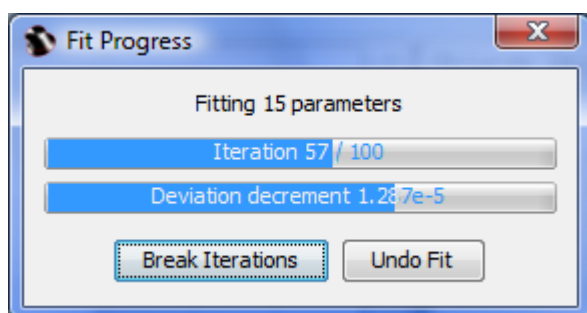 Fit Progress
Fitting 15 parameters
Iteration 57 / 100
Deviation decrement 1.287e-5
Break Iterations Undo Fit